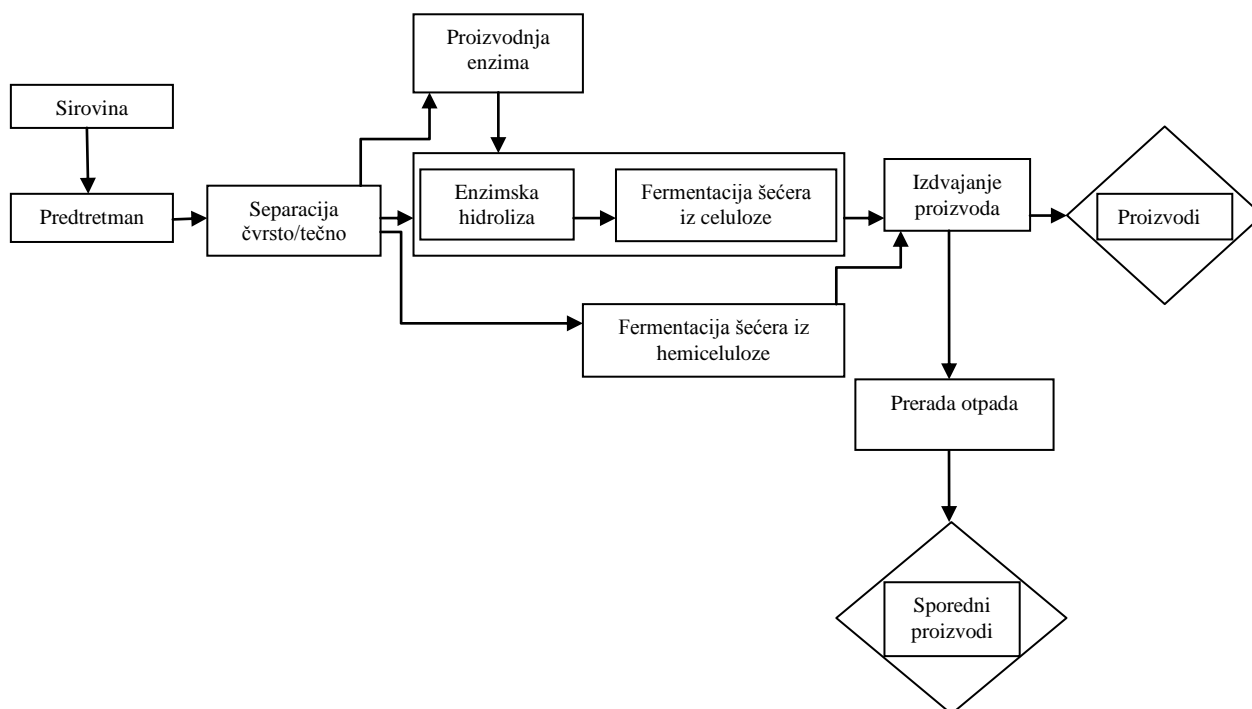 Proizvodnja
enzima
Sirovina
Predtretman
Separacija
čvrsto/tečno
Enzimska
hidroliza
Fermentacija šećera
iz celuloze
Izdvajanje
proizvoda
Proizvodi
Fermentacija šećera iz
hemiceluloze
Prerada otpada
Sporedni
proizvodi